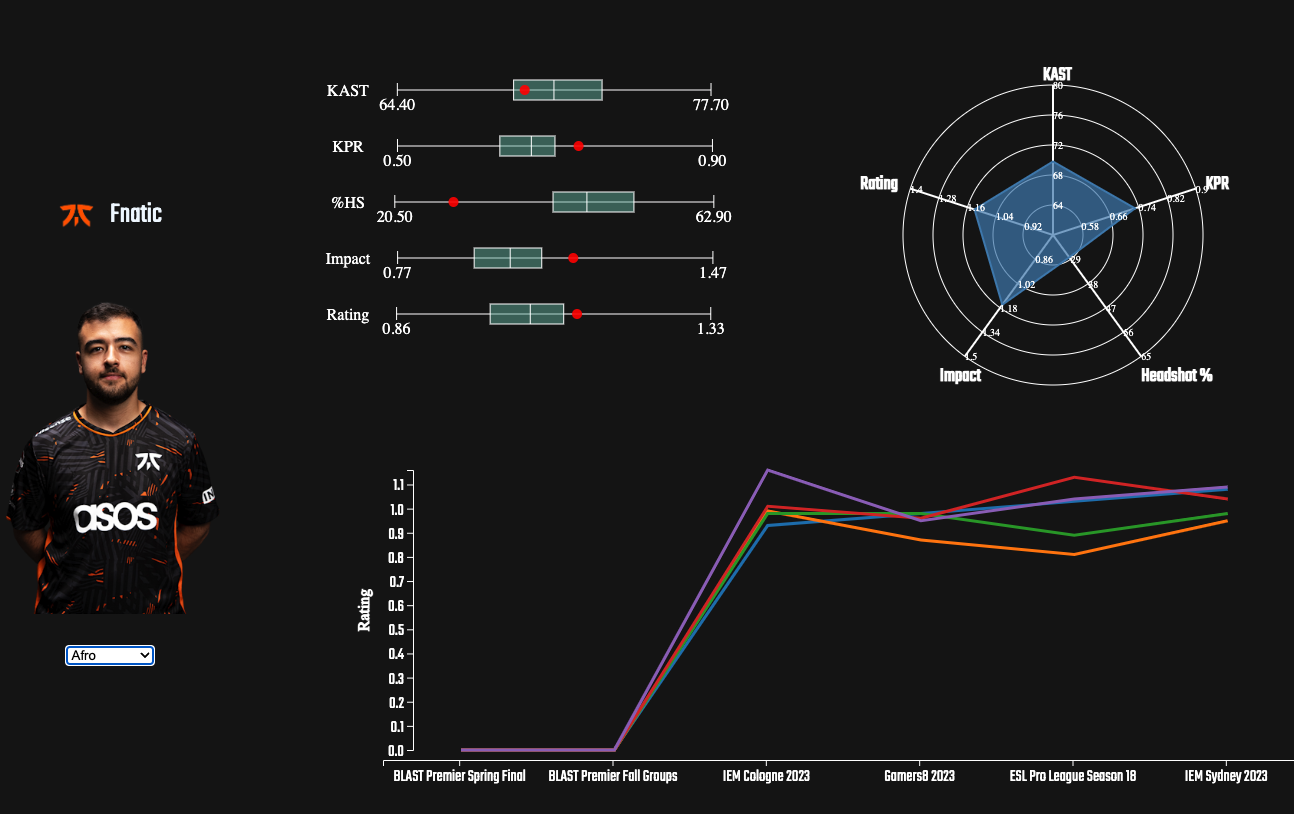 Fnatic
asos
Afro
KAST
64.40
77.70
KPR
0.50
0.90
%HS
20.50
62.90
Impact
0.77
1.47
Rating
0.86
1.33
KAST
80
76
72
68
64
KPR
0.9
0.82
0.74
0.66
0.58
Headshot %
65
56
47
38
29
Impact
1.5
1.34
1.18
1.02
0.86
Rating
1.4
1.28
1.16
1.04
0.92
Rating
1.1
1.0
0.9
0.8
0.7
0.6
0.5
0.4
0.3
0.2
0.1
0.0
BLAST Premier Spring Final
BLAST Premier Fall Groups
IEM Cologne 2023
Gamers8 2023
ESL Pro League Season 18
IEM Sydney 2023